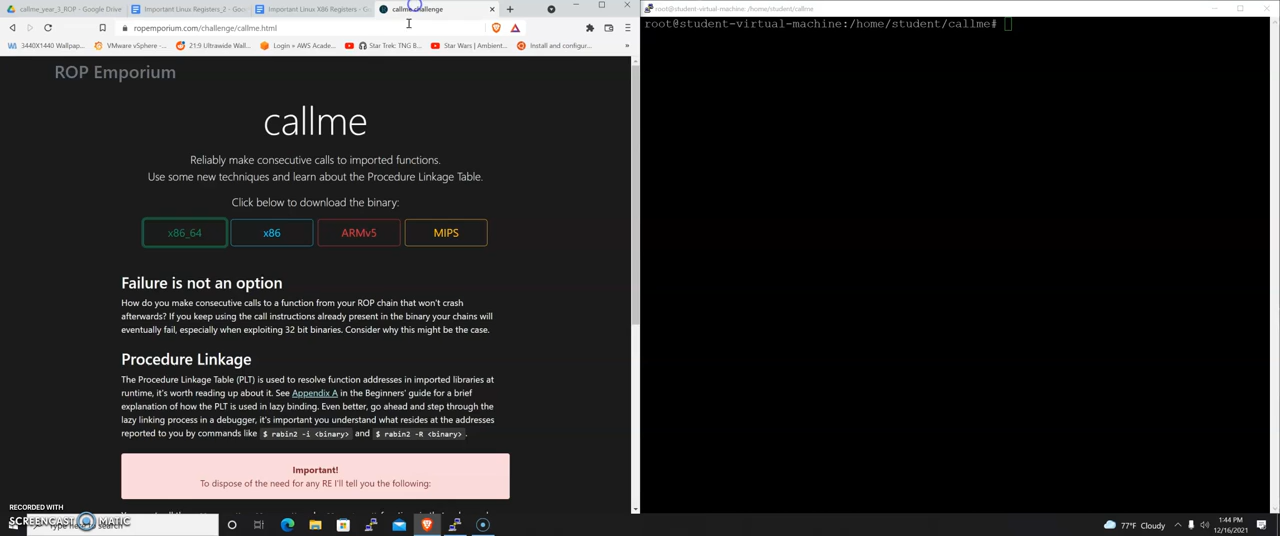 callme_year_3_ROP - Google Drive
Important Linux Registers_2 - Goo
Important Linux X86 Registers - Go
callme challenge
ropemporium.com/challenge/callme.html
3440X1440 Wallpap...
VMware vSphere -...
21:9 Ultrawide Wall...
Login » AWS Acade...
Star Trek: TNG B...
Star Wars | Ambient...
install and configur...
ROP Emporium
callme
Reliably make consecutive calls to imported functions.
Use some new techniques and learn about the Procedure Linkage Table.
Click below to download the binary:
x86_64
x86
ARMv5
MIPS
Failure is not an option
How do you make consecutive calls to a function from your ROP chain that won't crash
afterwards? If you keep using the call instructions already present in the binary your chains will
eventually fail, especially when exploiting 32 bit binaries. Consider why this might be the case.
Procedure Linkage
The Procedure Linkage Table (PLT) is used to resolve function addresses in imported libraries at
runtime, it's worth reading up about it. See Appendix A in the Beginners' guide for a brief
explanation of how the PLT is used in lazy binding. Even better, go ahead and step through the
lazy linking process in a debugger, it's important you understand what resides at the addresses
reported to you by commands like $ rabin2 -i <binary> and $ rabin2 -R <binary>.
Important!
To dispose of the need for any RE I'll tell you the following:
RECORDED WITH
SCREENCAST MATIC
Type here to search
77°F Cloudy
1:44 PM
12/16/2021
root@student-virtual-machine: /home/student/callme
root@student-virtual-machine:/home/student/callme#